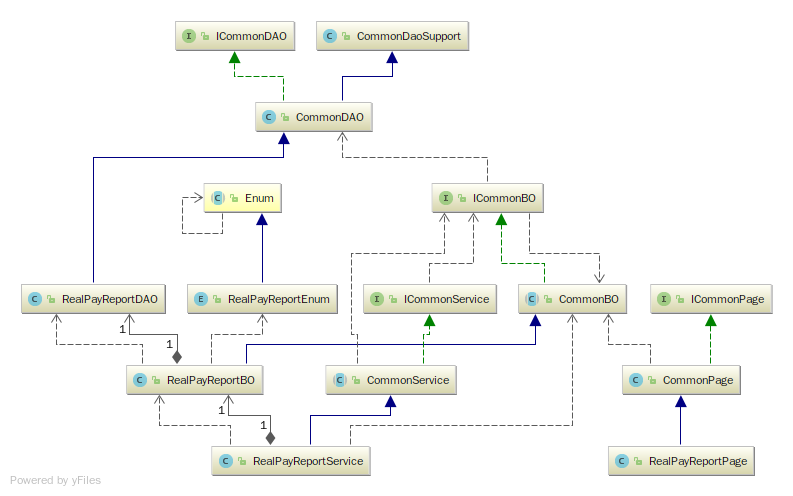 I ICommonDAO
C CommonDaoSupport
C CommonDAO
C Enum
I ICommonBO
C RealPayReportDAO
E RealPayReportEnum
I ICommonService
C CommonBO
I ICommonPage
1
1
C RealPayReportBO
C CommonService
C CommonPage
1
1
C RealPayReportService
C RealPayReportPage
Powered by yFiles